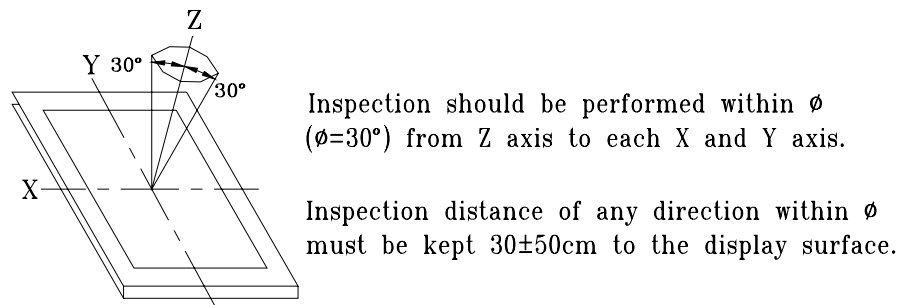 Z
Y 30°
30°
X
Inspection should be performed within ø
(ø=30°) from Z axis to each X and Y axis.
Inspection distance of any direction within ø
must be kept 30±50cm to the display surface.